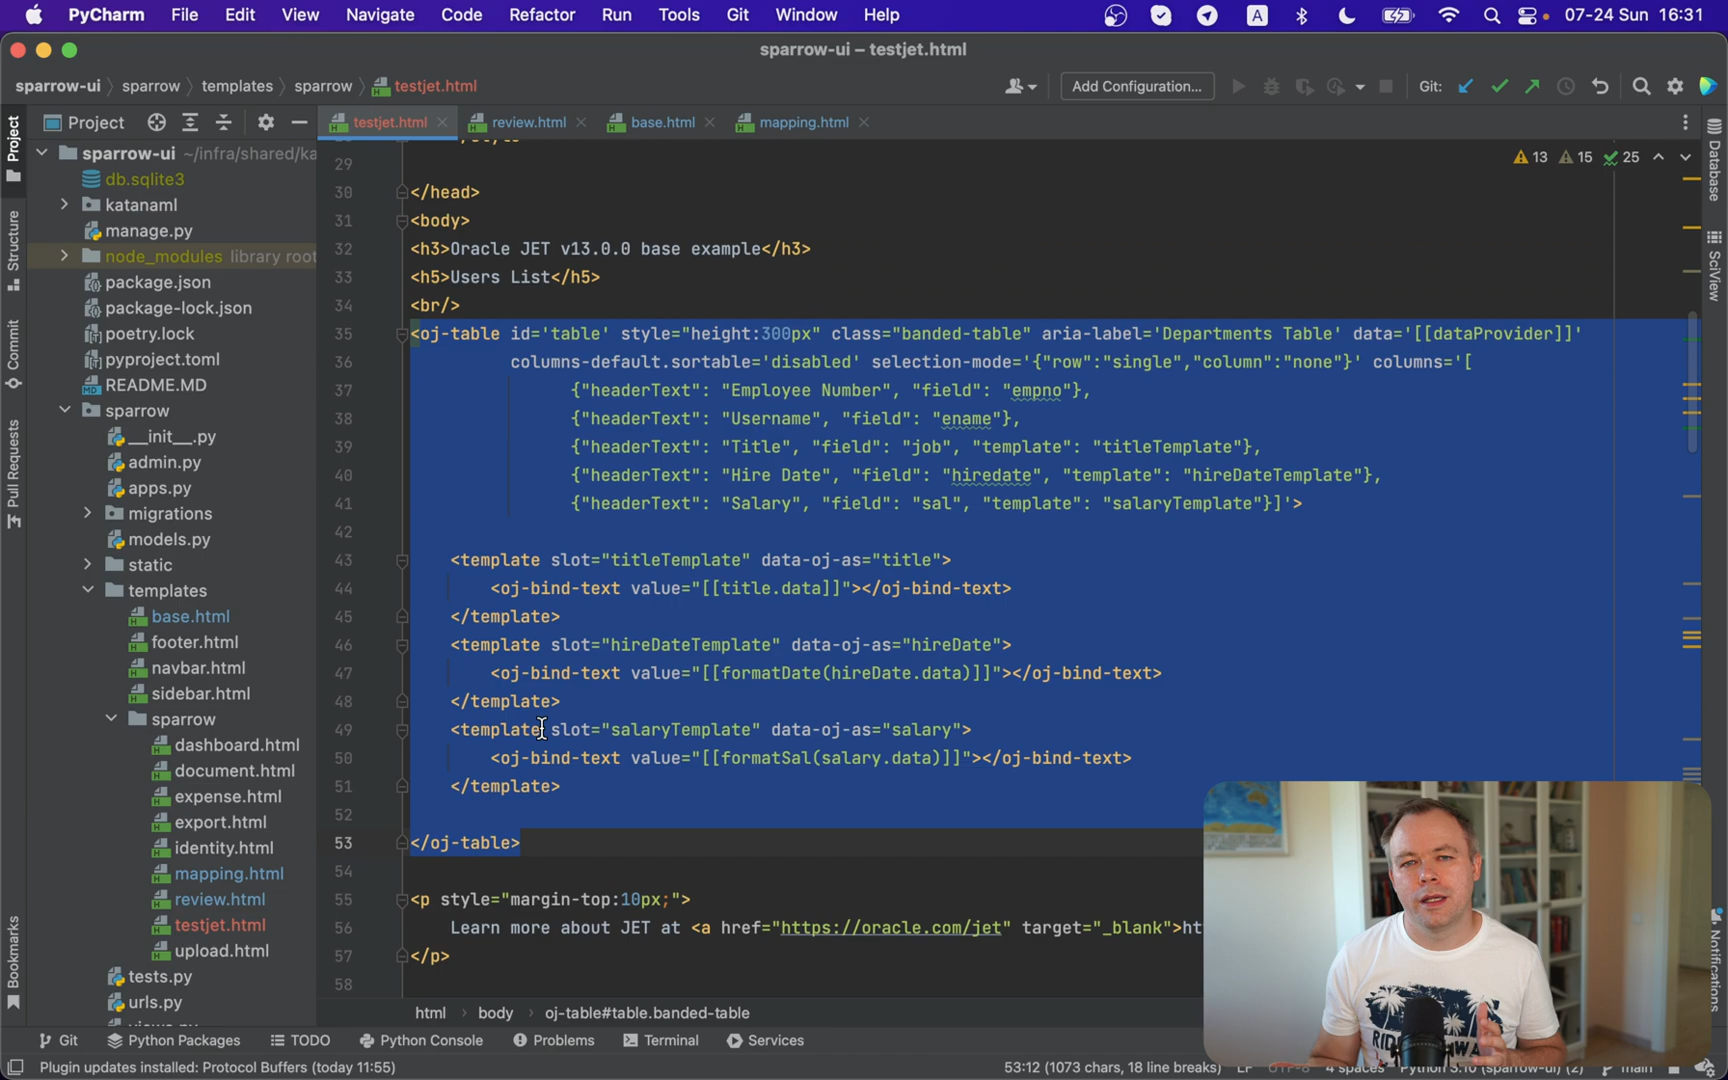 PyCharm File Edit View Navigate Code Refactor Run Tools Git Window Help A 07-24 Sun 16:31
sparrow-ui – testjet.html
sparrow-ui sparrow templates sparrow testjet.html Add Configuration... Git:
Project testjet.html review.html base.html mapping.html
Project
Structure
Commit
Pull Requests
Bookmarks
sparrow-ui ~/infra/shared/ka
db.sqlite3
katanaml
manage.py
node_modules library root
package.json
package-lock.json
poetry.lock
pyproject.toml
README.MD
sparrow
__init__.py
admin.py
apps.py
migrations
models.py
static
templates
base.html
footer.html
navbar.html
sidebar.html
sparrow
dashboard.html
document.html
expense.html
export.html
identity.html
mapping.html
review.html
testjet.html
upload.html
tests.py
urls.py
13 15 25
29
30 </head>
31 <body>
32 <h3>Oracle JET v13.0.0 base example</h3>
33 <h5>Users List</h5>
34 <br/>
35 <oj-table id='table' style="height:300px" class="banded-table" aria-label='Departments Table' data='[[dataProvider]]'
36 columns-default.sortable='disabled' selection-mode='{"row":"single","column":"none"}' columns='[
37 {"headerText": "Employee Number", "field": "empno"},
38 {"headerText": "Username", "field": "ename"},
39 {"headerText": "Title", "field": "job", "template": "titleTemplate"},
40 {"headerText": "Hire Date", "field": "hiredate", "template": "hireDateTemplate"},
41 {"headerText": "Salary", "field": "sal", "template": "salaryTemplate"}]'>
42
43 <template slot="titleTemplate" data-oj-as="title">
44 <oj-bind-text value="[[title.data]]"></oj-bind-text>
45 </template>
46 <template slot="hireDateTemplate" data-oj-as="hireDate">
47 <oj-bind-text value="[[formatDate(hireDate.data)]]"></oj-bind-text>
48 </template>
49 <template slot="salaryTemplate" data-oj-as="salary">
50 <oj-bind-text value="[[formatSal(salary.data)]]"></oj-bind-text>
51 </template>
52
53 </oj-table>
54
55 <p style="margin-top:10px;">
56 Learn more about JET at <a href="https://oracle.com/jet" target="_blank">ht
57 </p>
58
html body oj-table#table.banded-table
Database
SciView
Notifications
Git Python Packages TODO Python Console Problems Terminal Services
Plugin updates installed: Protocol Buffers (today 11:55) 53:12 (1073 chars, 18 line breaks) LF UTF-8 4 spaces Python 3.10 (sparrow-ui) (2) main